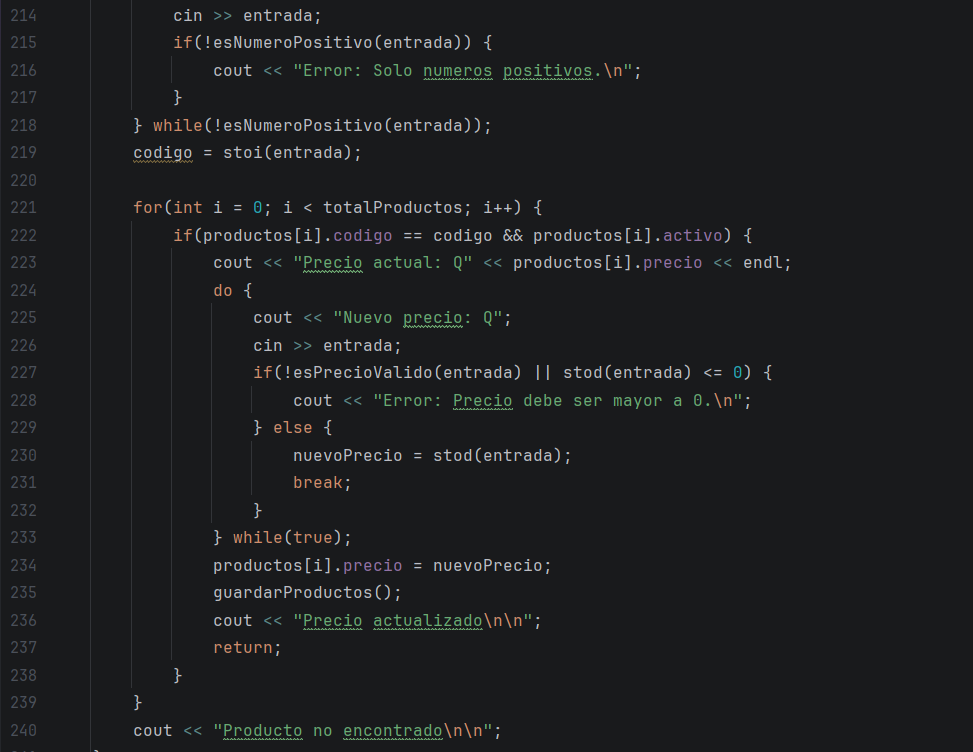 214 cin >> entrada;
215 if(!esNumeroPositivo(entrada)) {
216 cout << "Error: Solo numeros positivos.\n";
217 }
218 } while(!esNumeroPositivo(entrada));
219 codigo = stoi(entrada);
220
221 for(int i = 0; i < totalProductos; i++) {
222 if(productos[i].codigo == codigo && productos[i].activo) {
223 cout << "Precio actual: Q" << productos[i].precio << endl;
224 do {
225 cout << "Nuevo precio: Q";
226 cin >> entrada;
227 if(!esPrecioValido(entrada) || stod(entrada) <= 0) {
228 cout << "Error: Precio debe ser mayor a 0.\n";
229 } else {
230 nuevoPrecio = stod(entrada);
231 break;
232 }
233 } while(true);
234 productos[i].precio = nuevoPrecio;
235 guardarProductos();
236 cout << "Precio actualizado\n\n";
237 return;
238 }
239 }
240 cout << "Producto no encontrado\n\n";